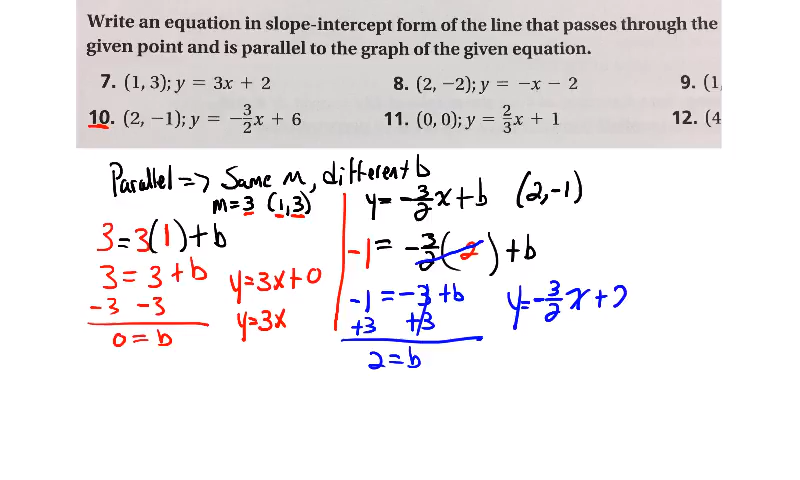 Write an equation in slope-intercept form of the line that passes through the
given point and is parallel to the graph of the given equation.
7. (1, 3); y = 3x + 2
8. (2, −2); y = −x − 2
9. (1,
10. (2, −1); y = −3/2x + 6
11. (0, 0); y = 2/3x + 1
12. (4
Parallel => Same m, different b
m=3 (1,3)
3=3(1)+b
3=3+b
-3 -3
0=b
y=3x+0
y=3x
y=-3/2x+b (2,-1)
-1=-3/2(2)+b
-1=-3+b
+3 +3
2=b
y=-3/2x+2